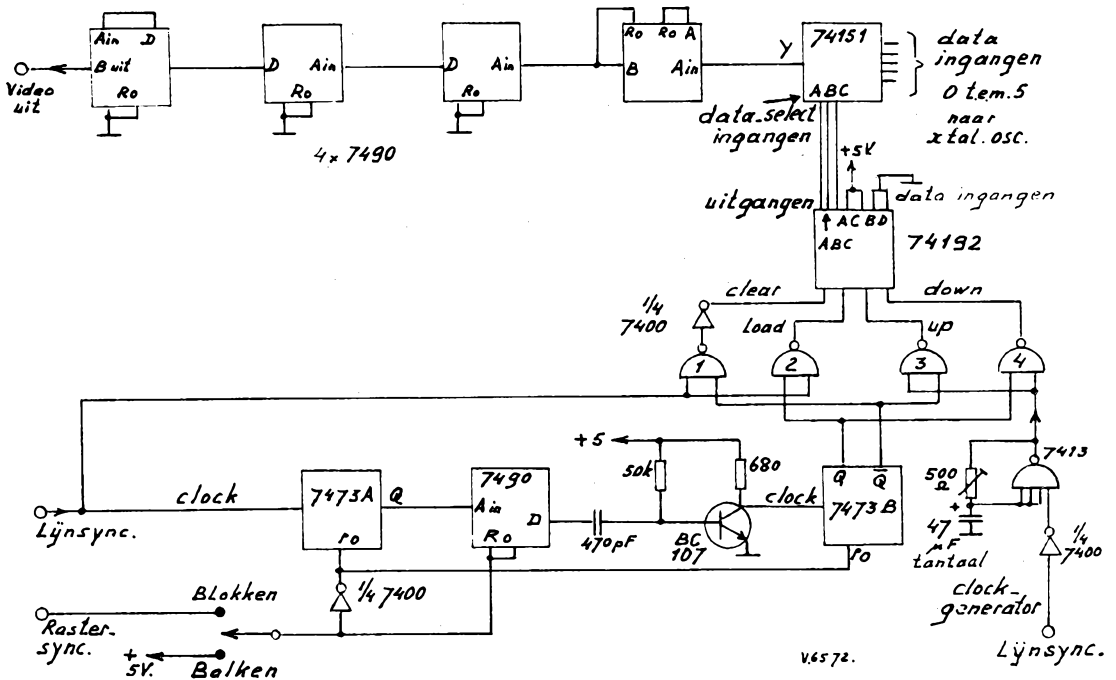 Ain D
B uit
Ro
Video
uit
D Ain
Ro
D Ain
Ro
4 x 7490
Ro Ro A
B Ain
Y
74151
ABC
data
ingangen
0 t.e.m. 5
naar
xtal. osc.
data-select
ingangen
+5V
uitgangen
AC BD
data ingangen
ABC
74192
clear
down
1/4
7400
load
up
1
2
3
4
+5
50k
680
7413
500
Ω
+
47
µF
tantaal
clock-
generator
1/4
7400
Lÿnsync.
clock
7473A
ro
Q
7490
A in
D
Ro
470pF
BC
107
clock
Q Q̅
7473B
ro
Lÿnsync.
1/4 7400
Blokken
Raster-
sync.
+
5V.
Balken
V.6572.